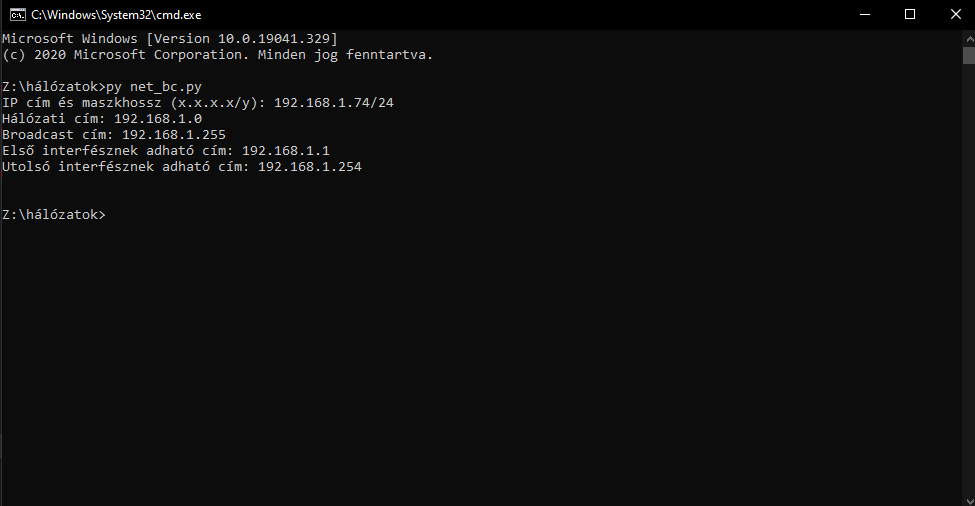 C:\Windows\System32\cmd.exe
Microsoft Windows [Version 10.0.19041.329]
(c) 2020 Microsoft Corporation. Minden jog fenntartva.
Z:\hálózatok>py net_bc.py
IP cím és maszkhossz (x.x.x.x/y): 192.168.1.74/24
Hálózati cím: 192.168.1.0
Broadcast cím: 192.168.1.255
Első interfésznek adható cím: 192.168.1.1
Utolsó interfésznek adható cím: 192.168.1.254
Z:\hálózatok>